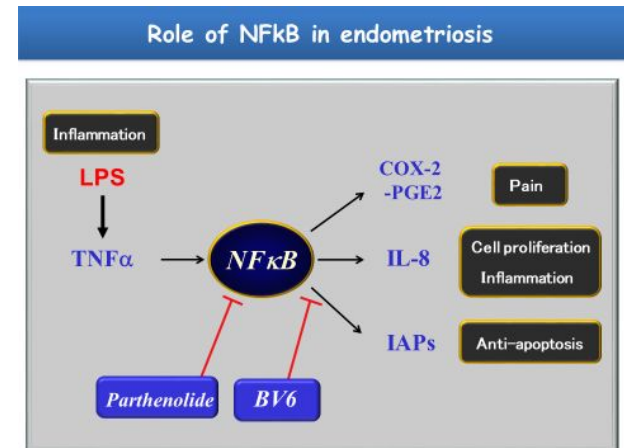 Role of NFkB in endometriosis
Inflammation
LPS
TNFα
NFκB
COX-2
-PGE2
Pain
IL-8
Cell proliferation
Inflammation
IAPs
Anti-apoptosis
Parthenolide
BV6